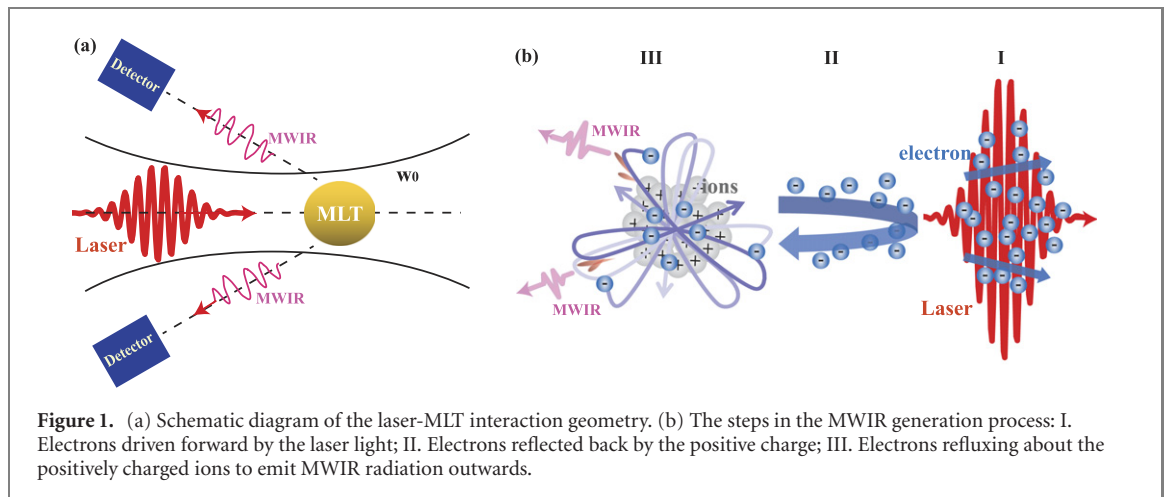 (a)
Detector
MWIR
W0
MLT
Laser
MWIR
Detector
(b)
III
II
I
MWIR
ions
electron
MWIR
Laser
Figure 1. (a) Schematic diagram of the laser-MLT interaction geometry. (b) The steps in the MWIR generation process: I.
Electrons driven forward by the laser light; II. Electrons reflected back by the positive charge; III. Electrons refluxing about the
positively charged ions to emit MWIR radiation outwards.